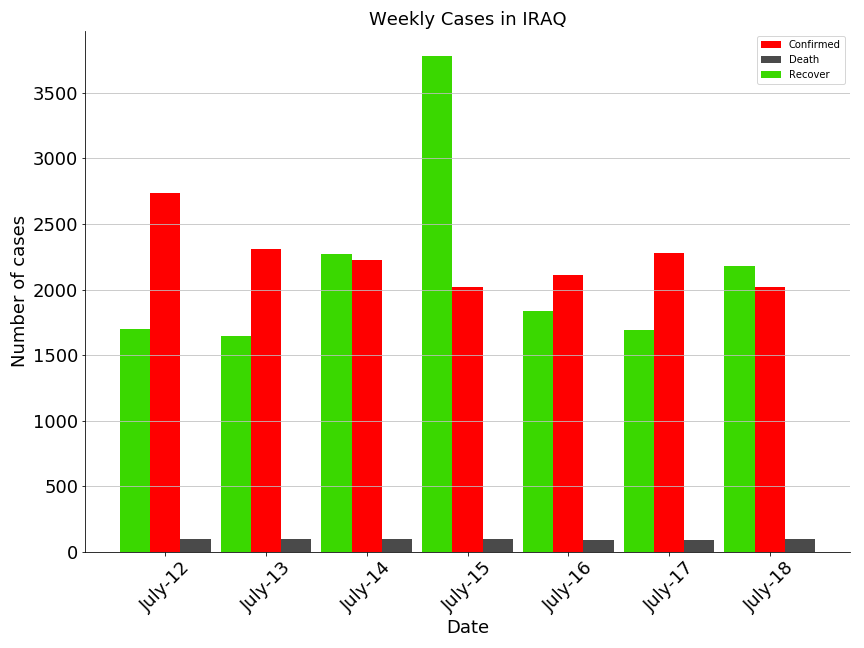 Weekly Cases in IRAQ
Confirmed
Death
Recover
Number of cases
3500
3000
2500
2000
1500
1000
500
0
July-12
July-13
July-14
July-15
July-16
July-17
July-18
Date